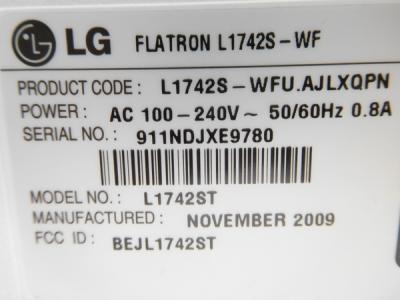 LG FLATRON L1742S-WF
PRODUCT CODE : L1742S-WFU.AJLXQPN
POWER : AC 100-240V~ 50/60Hz 0.8A
SERIAL NO. : 911NDJXE9780
MODEL NO. : L1742ST
MANUFACTURED : NOVEMBER 2009
FCC ID : BEJL1742ST